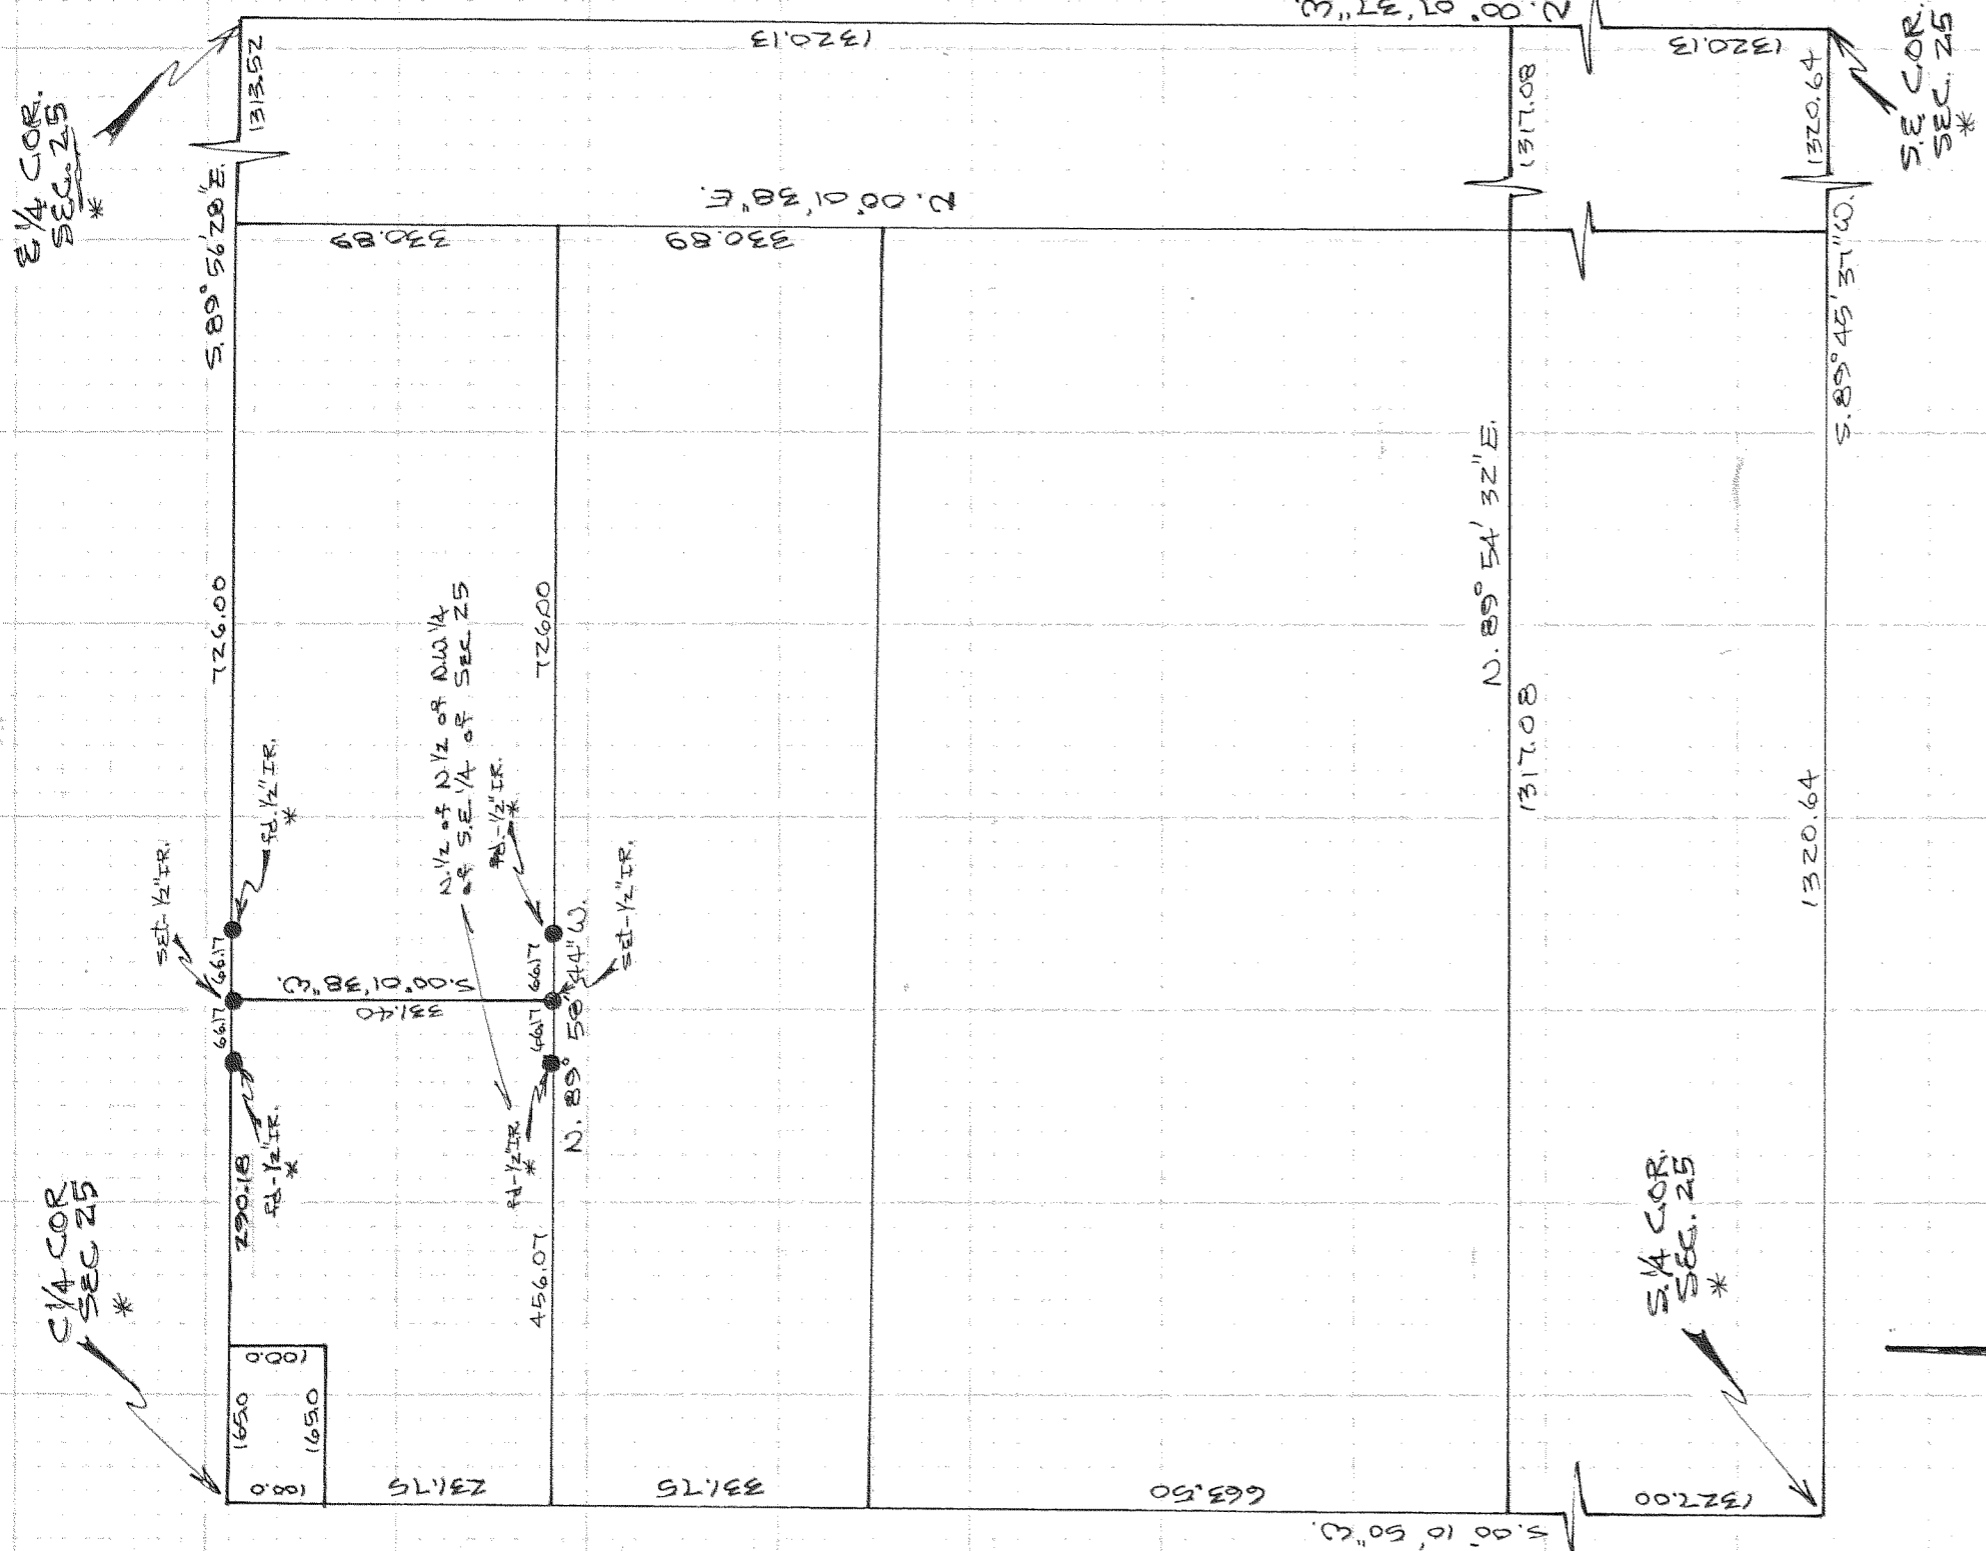 E 1/4 COR.
SEC. 25
*
1313.52
S. 89° 56' 28" E.
1320.13
N. 00° 07' 37" W.
1320.13
1317.08
1320.64
S.E COR.
SEC. 25
*
N. 00° 01' 38" E.
330.89
330.89
S. 89° 45' 37" W.
726.00
726.00
N. 89° 54' 32" E.
1317.08
1320.64
SET-1/2" IR.
fd. 1/2" IR.
*
N. 1/2 of N 1/2 of N.W 1/4
of S.E 1/4 of SEC 25
fd.-1/2" IR.
*
SET-1/2" IR.
66.17
66.17
S. 00° 01' 38" W.
331.40
66.17
66.17
N. 89° 58' 44" W.
fd-1/2" IR.
*
fd-1/2" IR
*
C 1/4 COR
SEC 25
*
290.18
456.07
165.0
165.0
100.0
100.0
231.75
331.75
663.50
S. 00° 10' 50" W.
1327.00
S. 1/4 COR.
SEC. 25
*